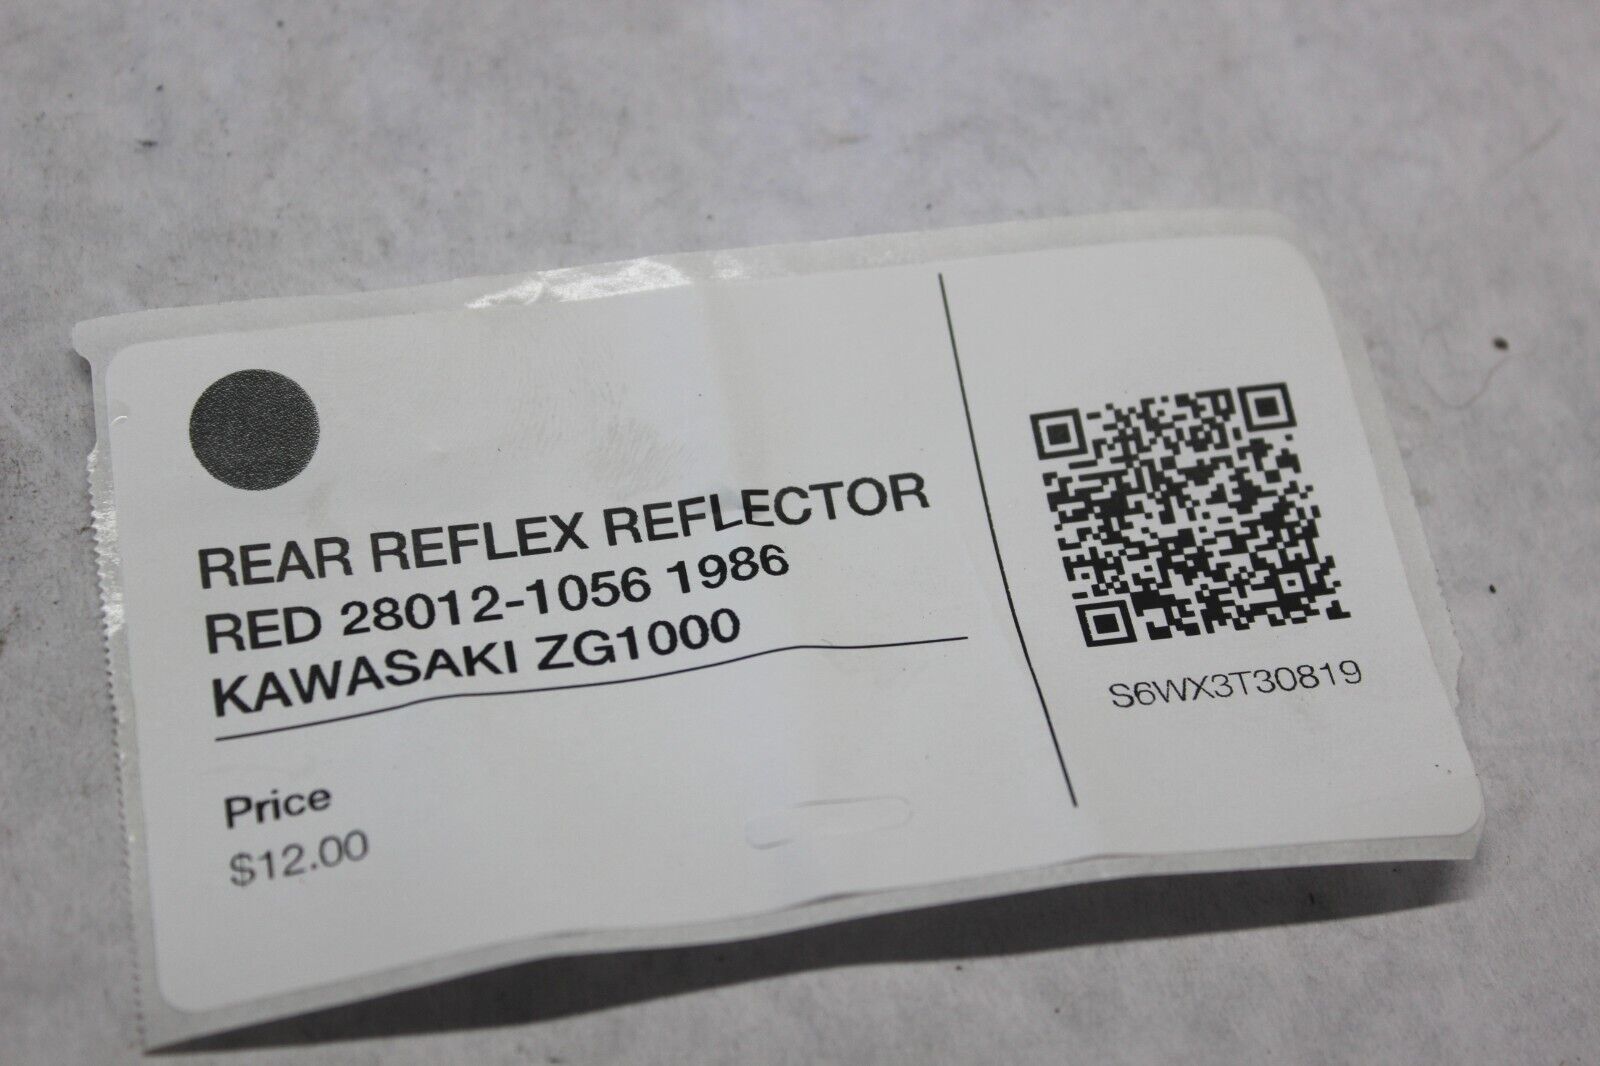 REAR REFLEX REFLECTOR
RED 28012-1056 1986
KAWASAKI ZG1000
Price
$12.00
S6WX3T30819